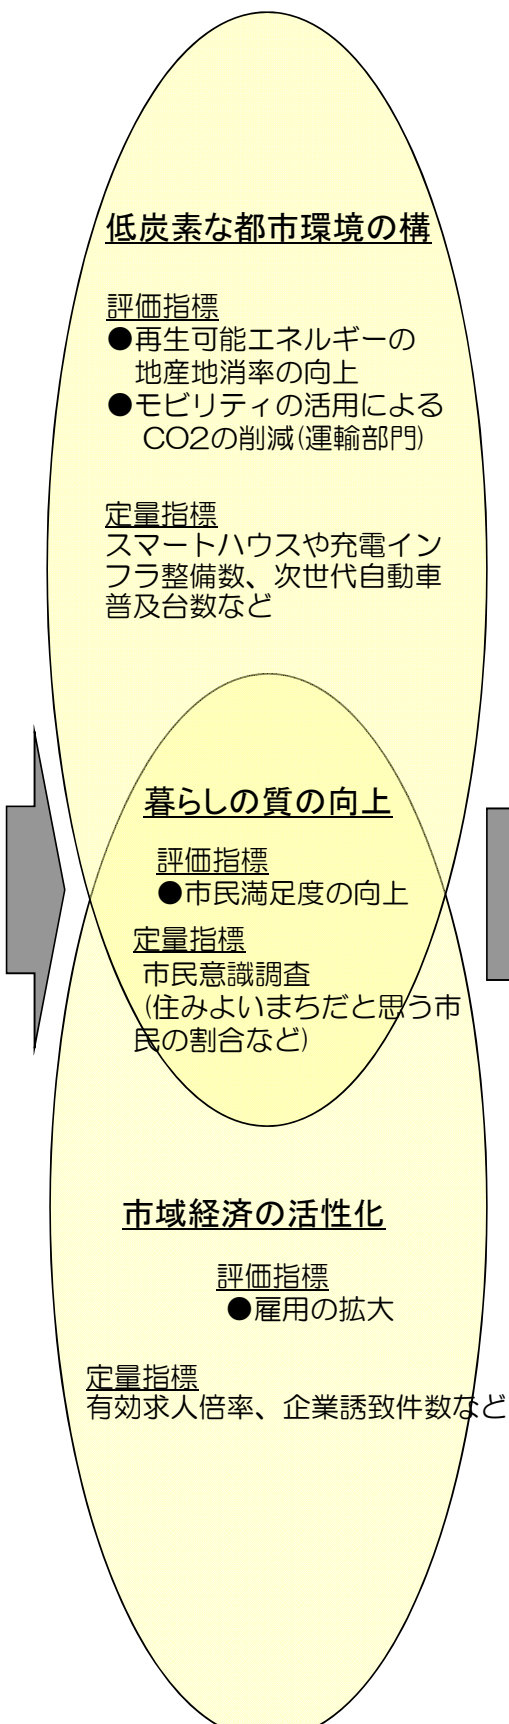 低炭素な都市環境の構
評価指標
●再生可能エネルギーの
地産地消率の向上
●モビリティの活用による
CO2の削減(運輸部門)
定量指標
スマートハウスや充電イン
フラ整備数、次世代自動車
普及台数など
暮らしの質の向上
評価指標
●市民満足度の向上
定量指標
市民意識調査
(住みよいまちだと思う市
民の割合など)
市域経済の活性化
評価指標
●雇用の拡大
定量指標
有効求人倍率、企業誘致件数など